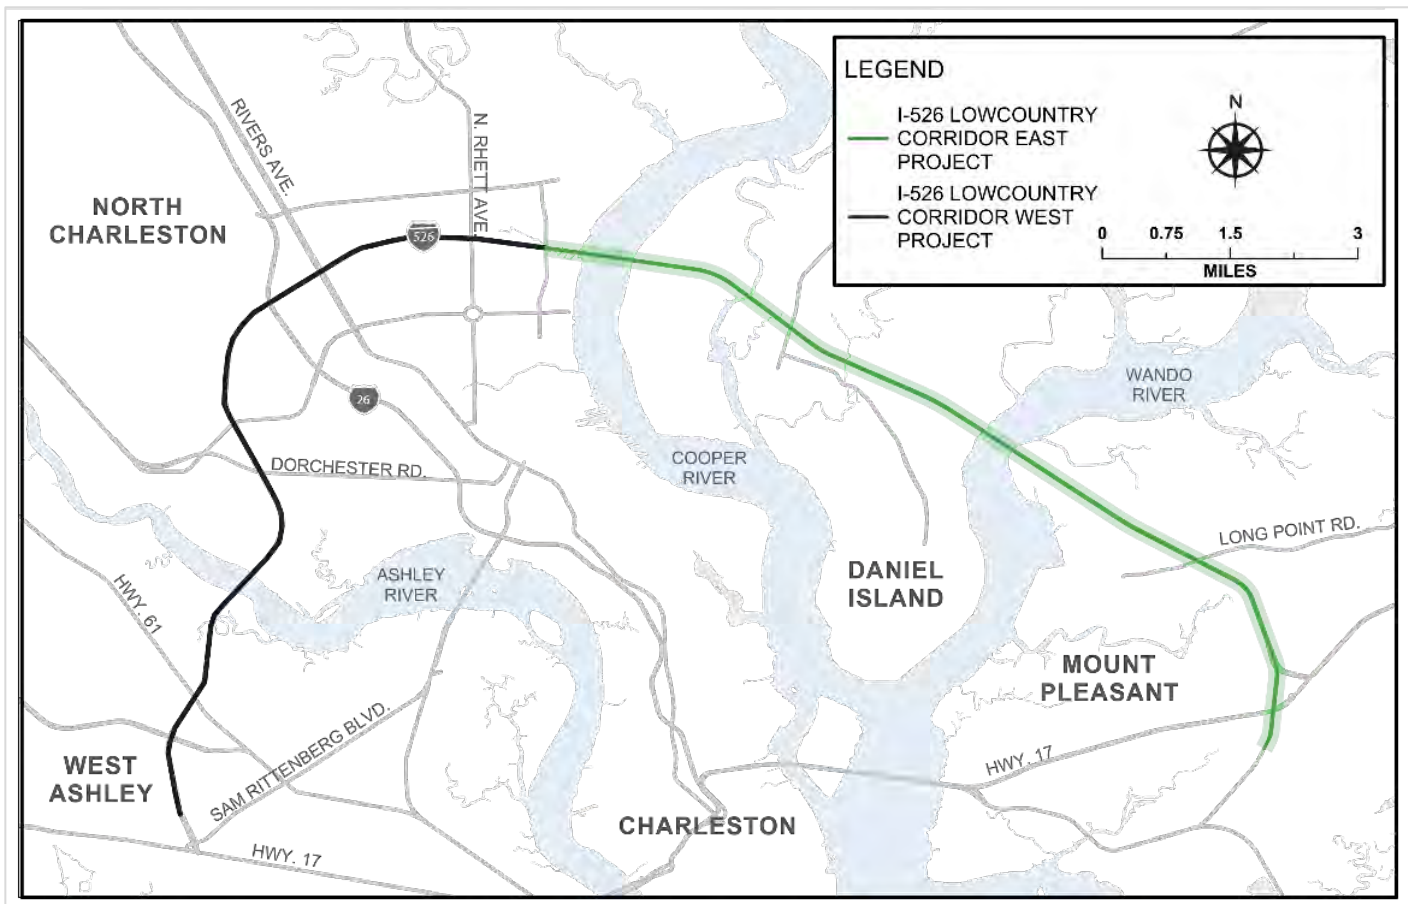 LEGEND
I-526 LOWCOUNTRY
CORRIDOR EAST
PROJECT
I-526 LOWCOUNTRY
CORRIDOR WEST
PROJECT
N
0 0.75 1.5 3
MILES
RIVERS AVE.
N. RHETT AVE.
NORTH
CHARLESTON
526
26
WANDO
RIVER
COOPER
RIVER
DORCHESTER RD.
LONG POINT RD.
ASHLEY
RIVER
HWY. 61
DANIEL
ISLAND
MOUNT
PLEASANT
SAM RITTENBERG BLVD.
WEST
ASHLEY
HWY. 17
CHARLESTON
HWY. 17